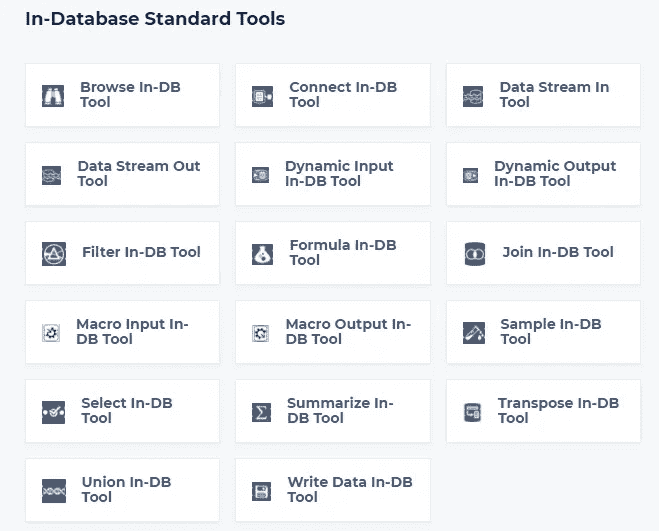 In-Database Standard Tools
Browse In-DB
Tool
Connect In-DB
Tool
Data Stream In
Tool
Data Stream Out
Tool
Dynamic Input
In-DB Tool
Dynamic Output
In-DB Tool
Filter In-DB Tool
Formula In-DB
Tool
Join In-DB Tool
Macro Input In-
DB Tool
Macro Output In-
DB Tool
Sample In-DB
Tool
Select In-DB
Tool
Summarize In-
DB Tool
Transpose In-DB
Tool
Union In-DB
Tool
Write Data In-DB
Tool